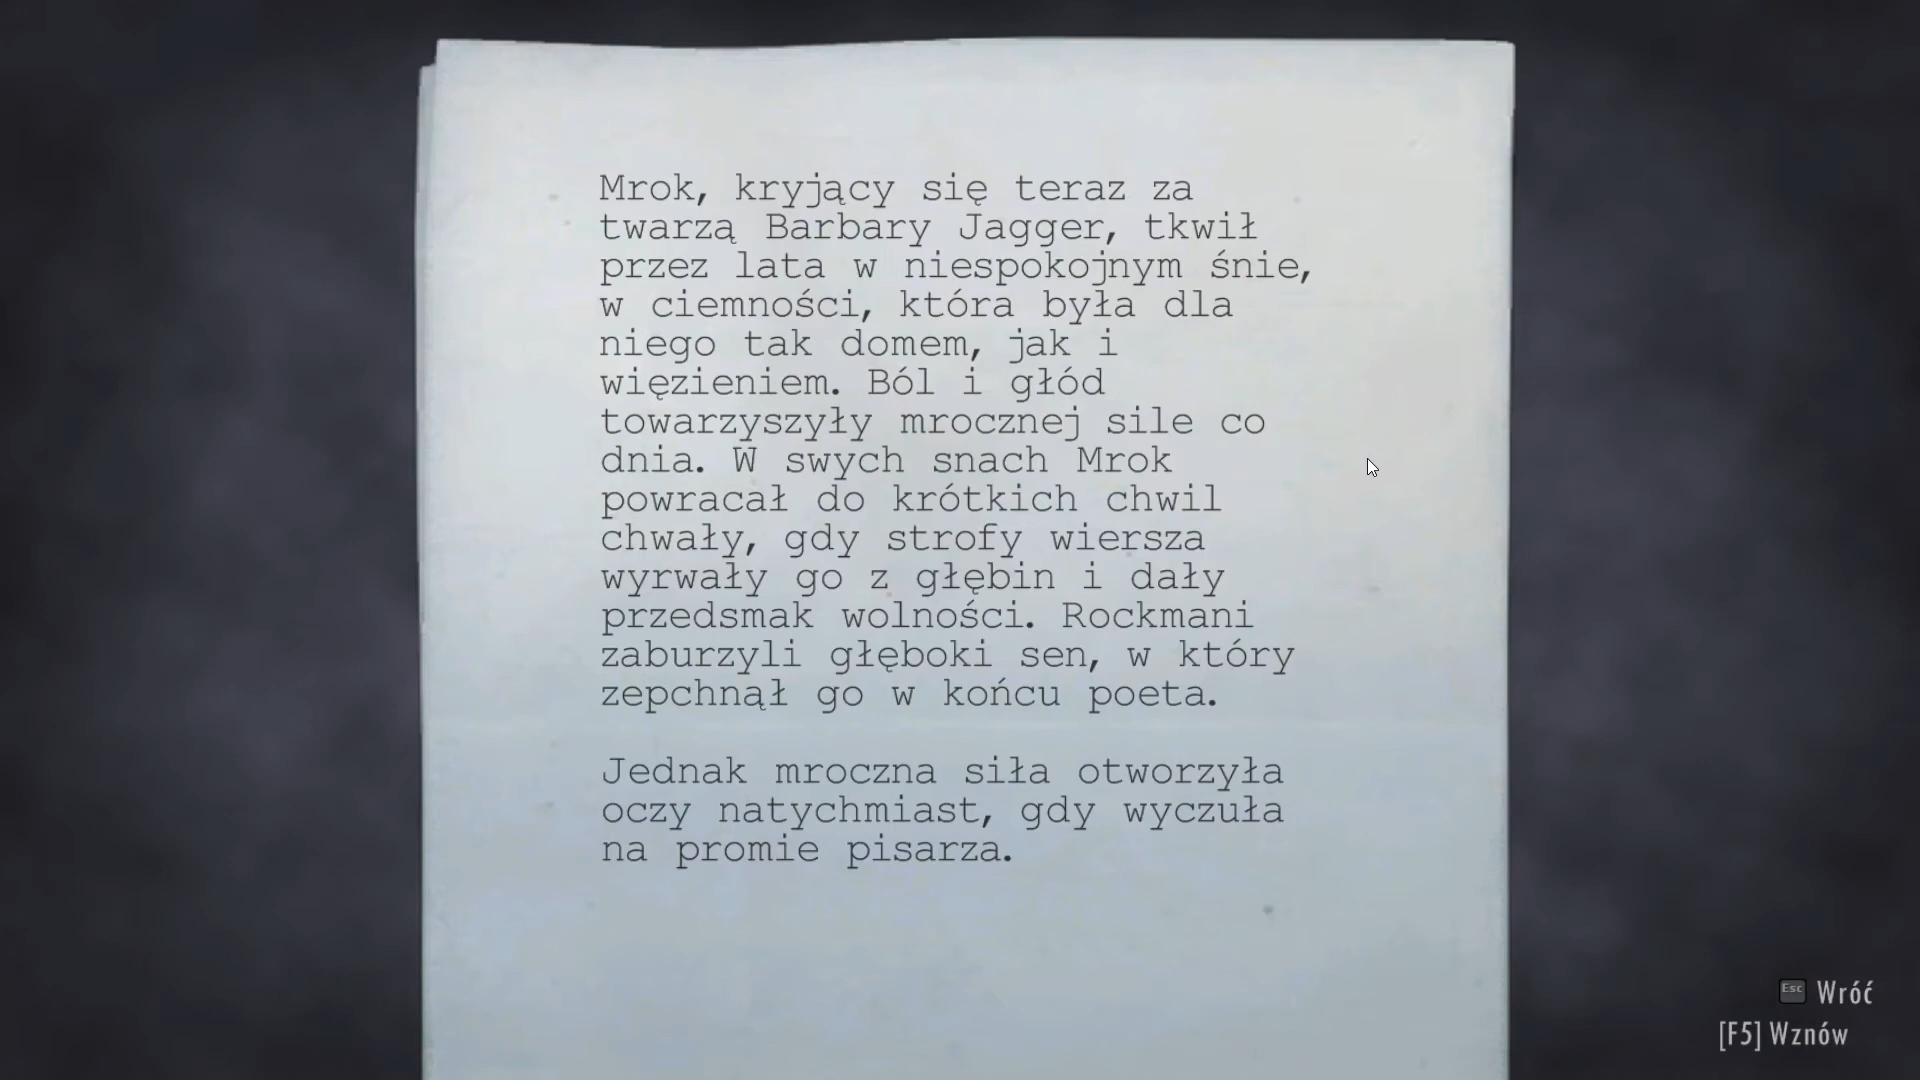 Mrok, kryjący się teraz za
twarzą Barbary Jagger, tkwił
przez lata w niespokojnym śnie,
w ciemności, która była dla
niego tak domem, jak i
więzieniem. Ból i głód
towarzyszyły mrocznej sile co
dnia. W swych snach Mrok
powracał do krótkich chwil
chwały, gdy strofy wiersza
wyrwały go z głębin i dały
przedsmak wolności. Rockmani
zaburzyli głęboki sen, w który
zepchnął go w końcu poeta.
Jednak mroczna siła otworzyła
oczy natychmiast, gdy wyczuła
na promie pisarza.
Esc Wróć
[F5] Wznów